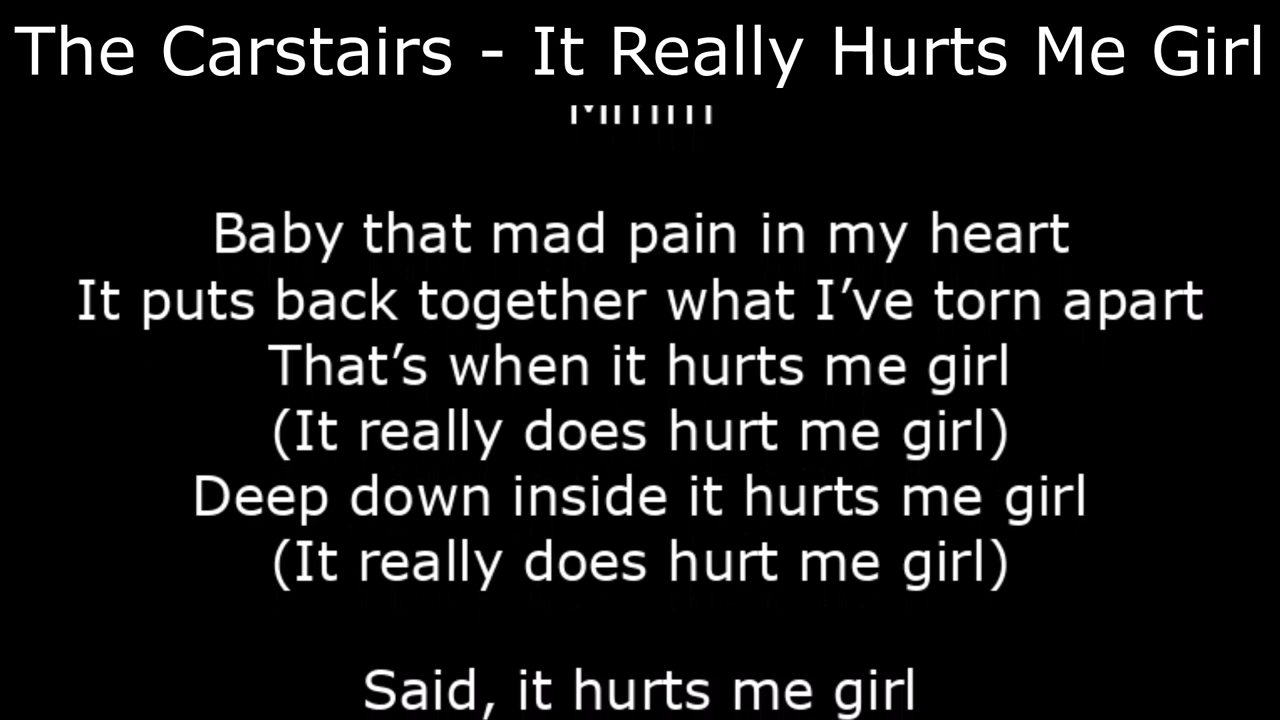 The Carstairs - It Really Hurts Me Girl
Baby that mad pain in my heart
It puts back together what I’ve torn apart
That’s when it hurts me girl
(It really does hurt me girl)
Deep down inside it hurts me girl
(It really does hurt me girl)
Said, it hurts me girl